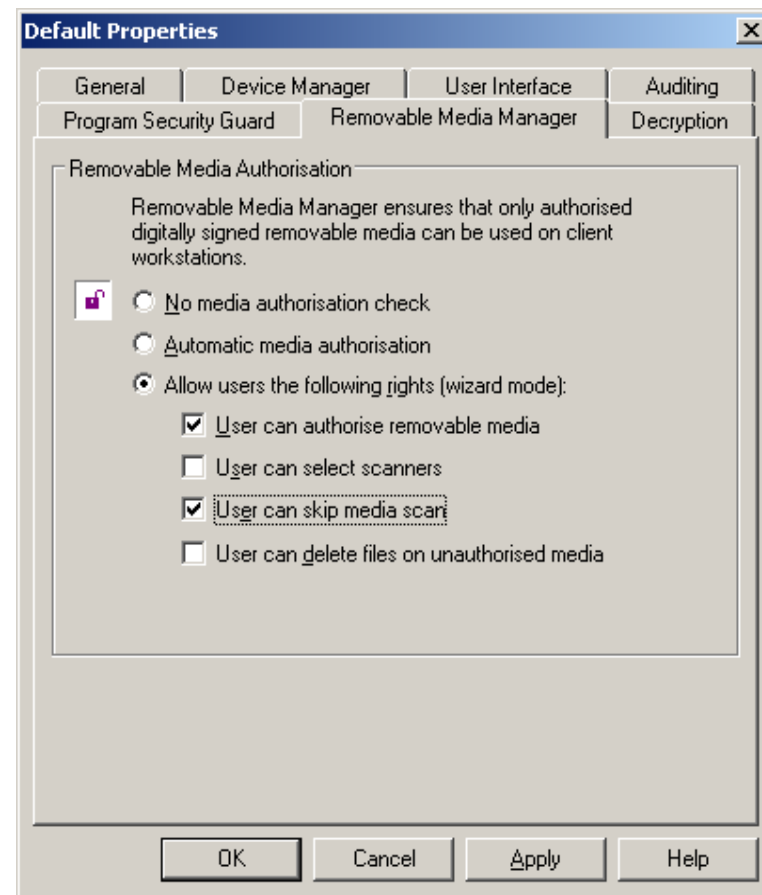 Default Properties
General Device Manager User Interface Auditing
Program Security Guard Removable Media Manager Decryption
Removable Media Authorisation
Removable Media Manager ensures that only authorised
digitally signed removable media can be used on client
workstations.
No media authorisation check
Automatic media authorisation
Allow users the following rights (wizard mode):
User can authorise removable media
User can select scanners
User can skip media scan
User can delete files on unauthorised media
OK Cancel Apply Help